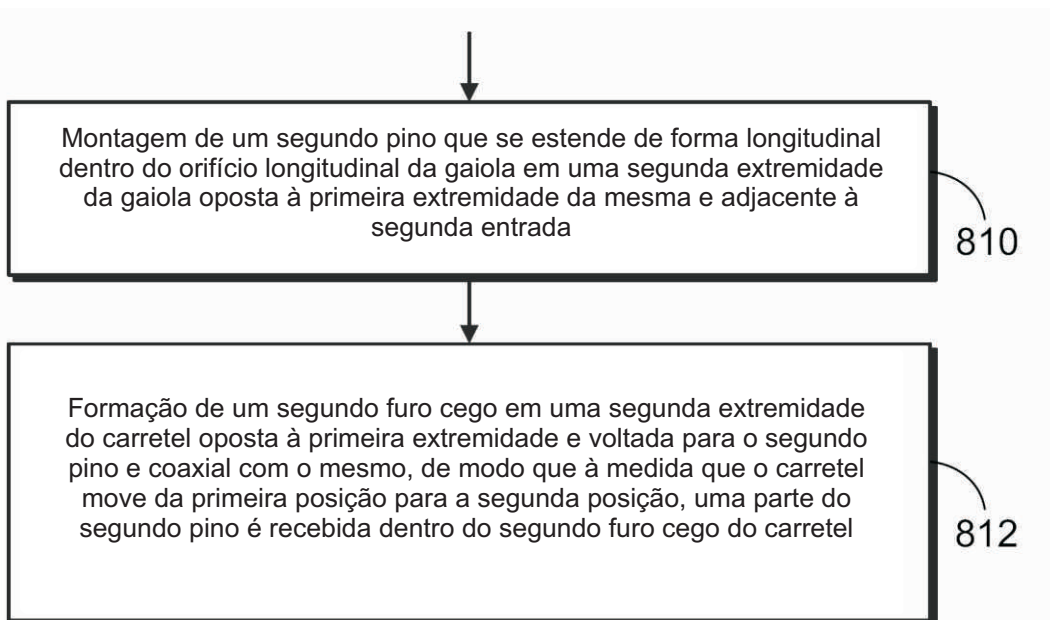 Montagem de um segundo pino que se estende de forma longitudinal
dentro do orifício longitudinal da gaiola em uma segunda extremidade
da gaiola oposta à primeira extremidade da mesma e adjacente à
segunda entrada
810
Formação de um segundo furo cego em uma segunda extremidade
do carretel oposta à primeira extremidade e voltada para o segundo
pino e coaxial com o mesmo, de modo que à medida que o carretel
move da primeira posição para a segunda posição, uma parte do
segundo pino é recebida dentro do segundo furo cego do carretel
812